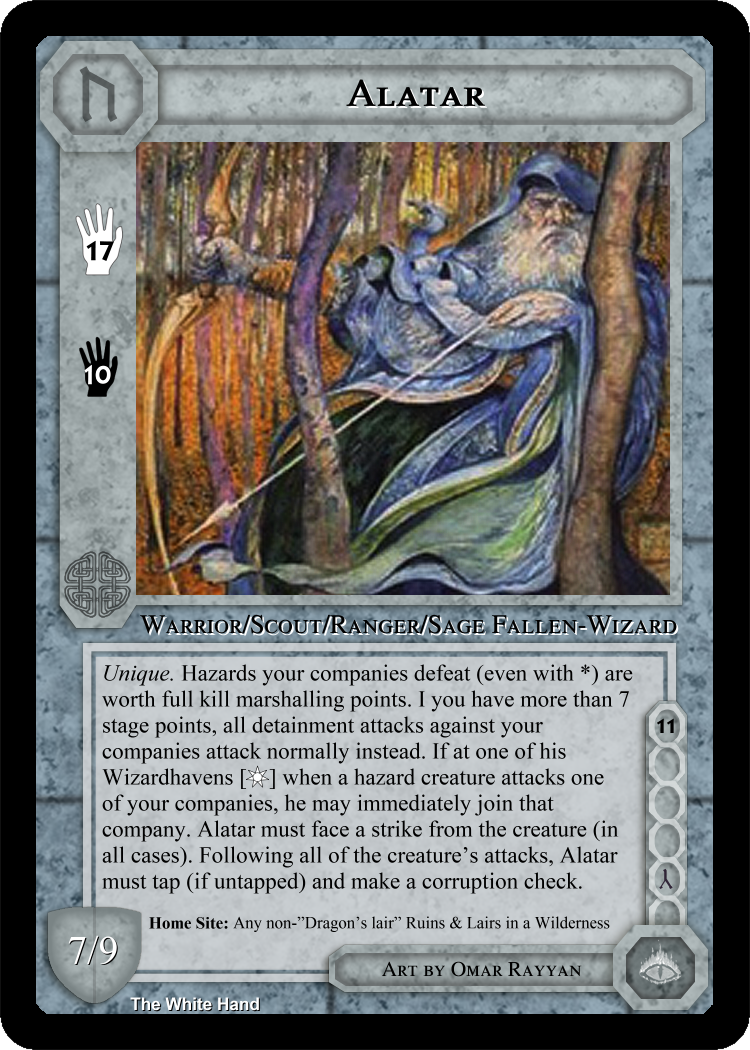 Alatar
17
10
Warrior/Scout/Ranger/Sage Fallen-Wizard
Unique. Hazards your companies defeat (even with *) are
worth full kill marshalling points. I you have more than 7
stage points, all detainment attacks against your
companies attack normally instead. If at one of his
Wizardhavens [ ] when a hazard creature attacks one
of your companies, he may immediately join that
company. Alatar must face a strike from the creature (in
all cases). Following all of the creature's attacks, Alatar
must tap (if untapped) and make a corruption check.
11
Home Site: Any non-”Dragon's lair” Ruins & Lairs in a Wilderness
7/9
Art by Omar Rayyan
The White Hand